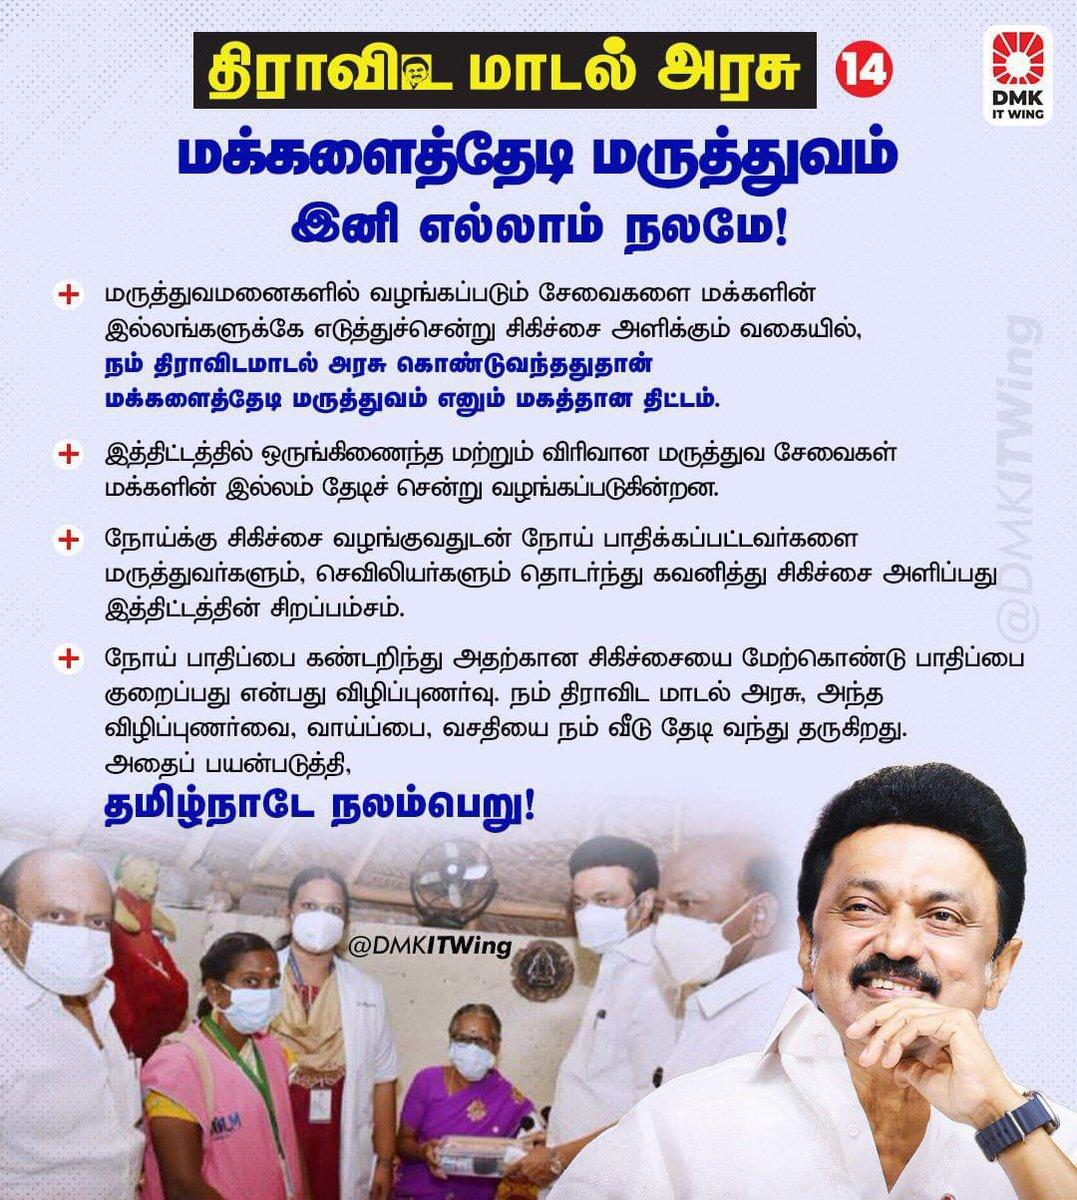 திராவிட மாடல் அரசு 14
DMK
IT WING
மக்களைத்தேடி மருத்துவம்
இனி எல்லாம் நலமே!
மருத்துவமனைகளில் வழங்கப்படும் சேவைகளை மக்களின்
இல்லங்களுக்கே எடுத்துச்சென்று சிகிச்சை அளிக்கும் வகையில்,
நம் திராவிடமாடல் அரசு கொண்டுவந்ததுதான்
மக்களைத்தேடி மருத்துவம் எனும் மகத்தான திட்டம்.
இத்திட்டத்தில் ஒருங்கிணைந்த மற்றும் விரிவான மருத்துவ சேவைகள்
மக்களின் இல்லம் தேடிச் சென்று வழங்கப்படுகின்றன.
நோய்க்கு சிகிச்சை வழங்குவதுடன் நோய் பாதிக்கப்பட்டவர்களை
மருத்துவர்களும், செவிலியர்களும் தொடர்ந்து கவனித்து சிகிச்சை அளிப்பது
இத்திட்டத்தின் சிறப்பம்சம்.
நோய் பாதிப்பை கண்டறிந்து அதற்கான சிகிச்சையை மேற்கொண்டு பாதிப்பை
குறைப்பது என்பது விழிப்புணர்வு. நம் திராவிட மாடல் அரசு, அந்த
விழிப்புணர்வை, வாய்ப்பை, வசதியை நம் வீடு தேடி வந்து தருகிறது.
அதைப் பயன்படுத்தி,
தமிழ்நாடே நலம்பெறு!
@DMKITWing
@DMKITWing